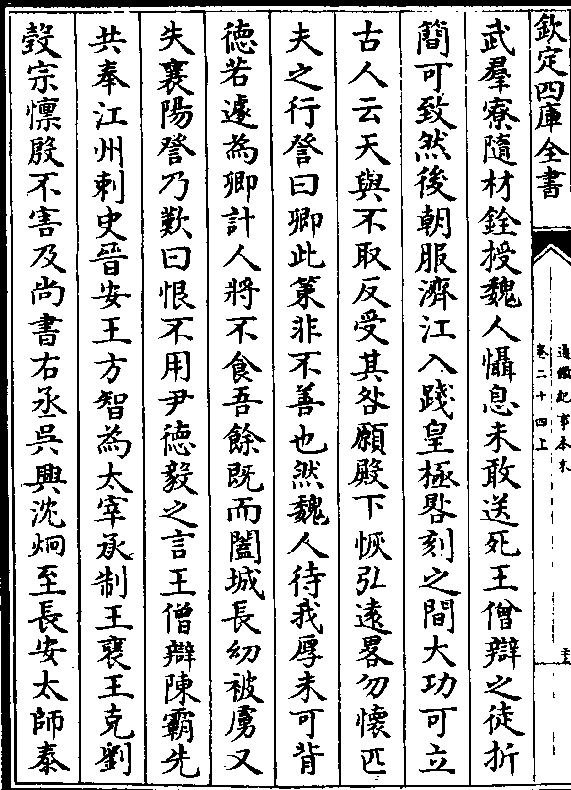 欽定四庫全書
通鑑紀事本末
卷二十四上
武羣寮隨材銓授魏人懾息未敢送死王僧辯之徒折
簡可致然後朝服濟江入踐皇極晷刻之間大功可立
古人云天與不取反受其咎願殿下恢弘遠畧勿懷匹
夫之行詧曰卿此策非不善也然魏人待我厚未可背
德若遽為卿計人將不食吾餘既而闔城長幼被虜又
失襄陽詧乃歎曰恨不用尹德毅之言王僧辯陳霸先
共奉江州刺史晉安王方智為太宰承制王襃王克劉
㲄宗懍殷不害及尚書右丞吳興沈炯至長安太師泰